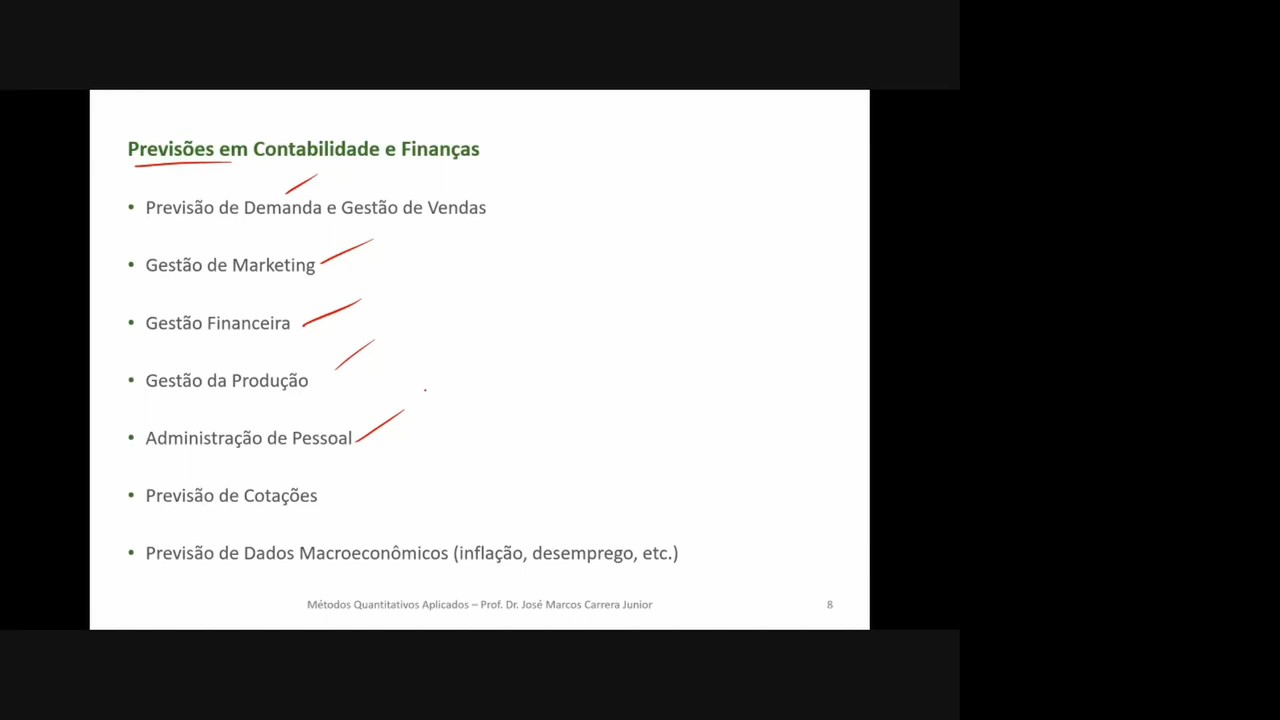 Previsões em Contabilidade e Finanças
• Previsão de Demanda e Gestão de Vendas
• Gestão de Marketing
• Gestão Financeira
• Gestão da Produção
• Administração de Pessoal
• Previsão de Cotações
• Previsão de Dados Macroeconômicos (inflação, desemprego, etc.)
Métodos Quantitativos Aplicados – Prof. Dr. José Marcos Carrera Junior 8